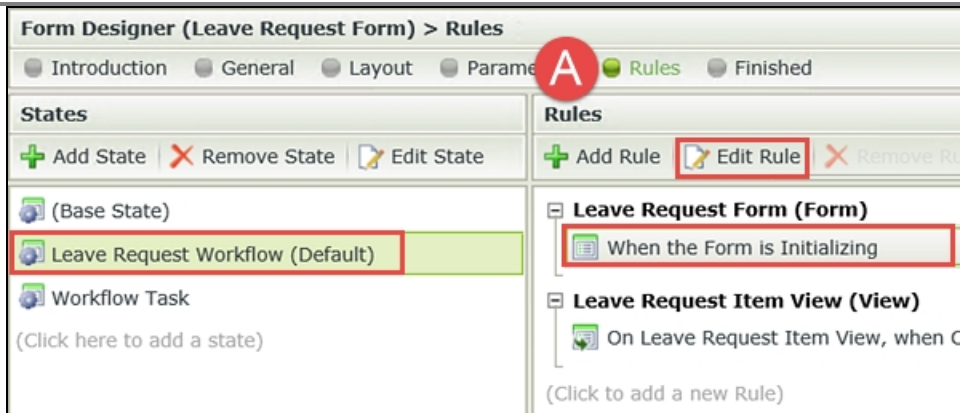 Form Designer (Leave Request Form) > Rules
Introduction General Layout Parame A Rules Finished
States
Add State Remove State Edit State
(Base State)
Leave Request Workflow (Default)
Workflow Task
(Click here to add a state)
Rules
Add Rule Edit Rule Remove Ru
Leave Request Form (Form)
When the Form is Initializing
Leave Request Item View (View)
On Leave Request Item View, when C
(Click to add a new Rule)